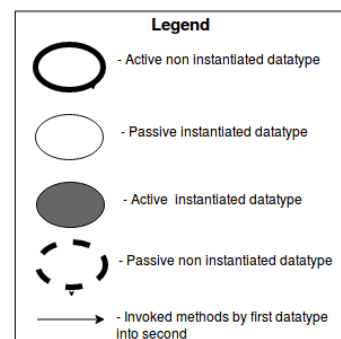 Legend
- Active non instantiated datatype
- Passive instantiated datatype
- Active instantiated datatype
- Passive non instantiated datatype
- Invoked methods by first datatype
into second